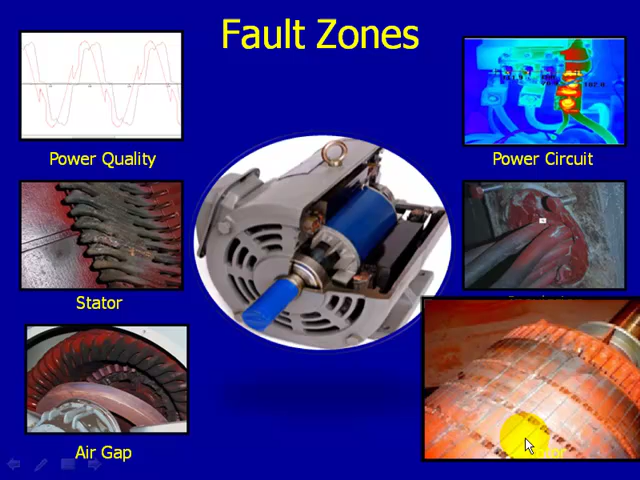 Fault Zones
Power Quality
Power Circuit
Stator
Air Gap